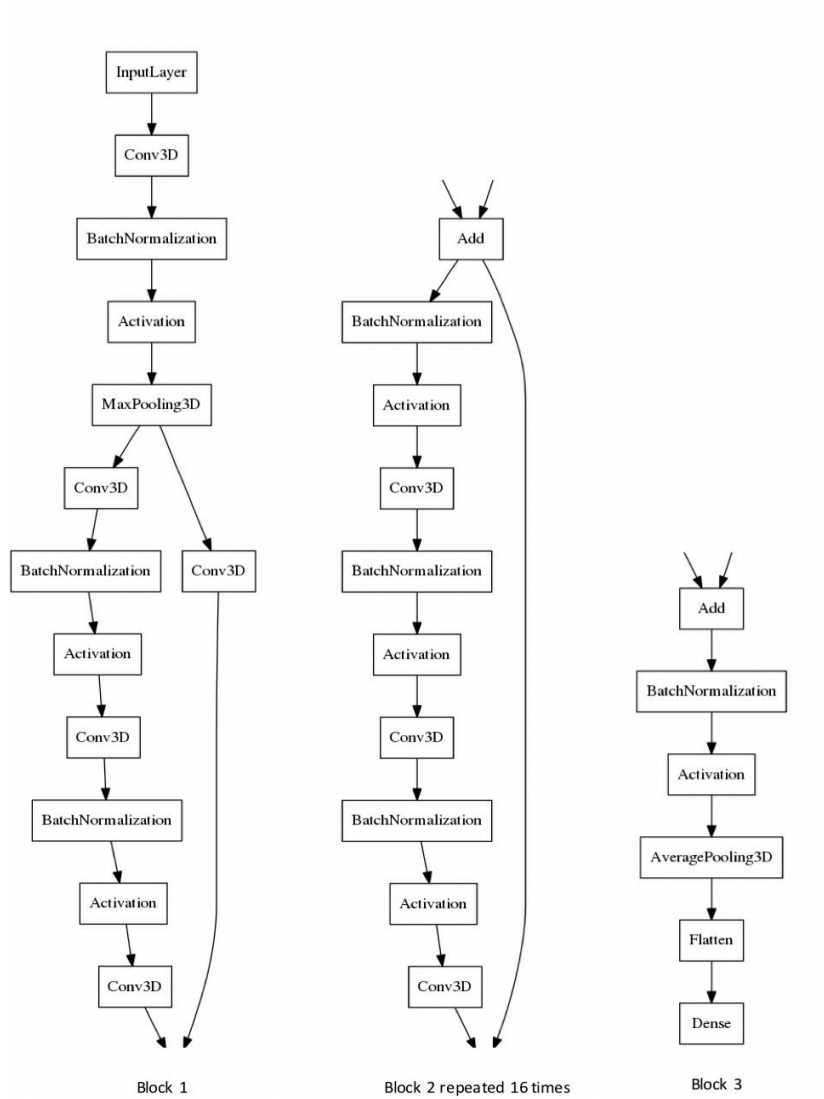 InputLayer
Conv3D
BatchNormalization
Activation
MaxPooling3D
Conv3D
BatchNormalization
Conv3D
Activation
Conv3D
BatchNormalization
Activation
Conv3D
Block 1
Add
BatchNormalization
Activation
Conv3D
BatchNormalization
Activation
Conv3D
BatchNormalization
Activation
Conv3D
Block 2 repeated 16 times
Add
BatchNormalization
Activation
AveragePooling3D
Flatten
Dense
Block 3